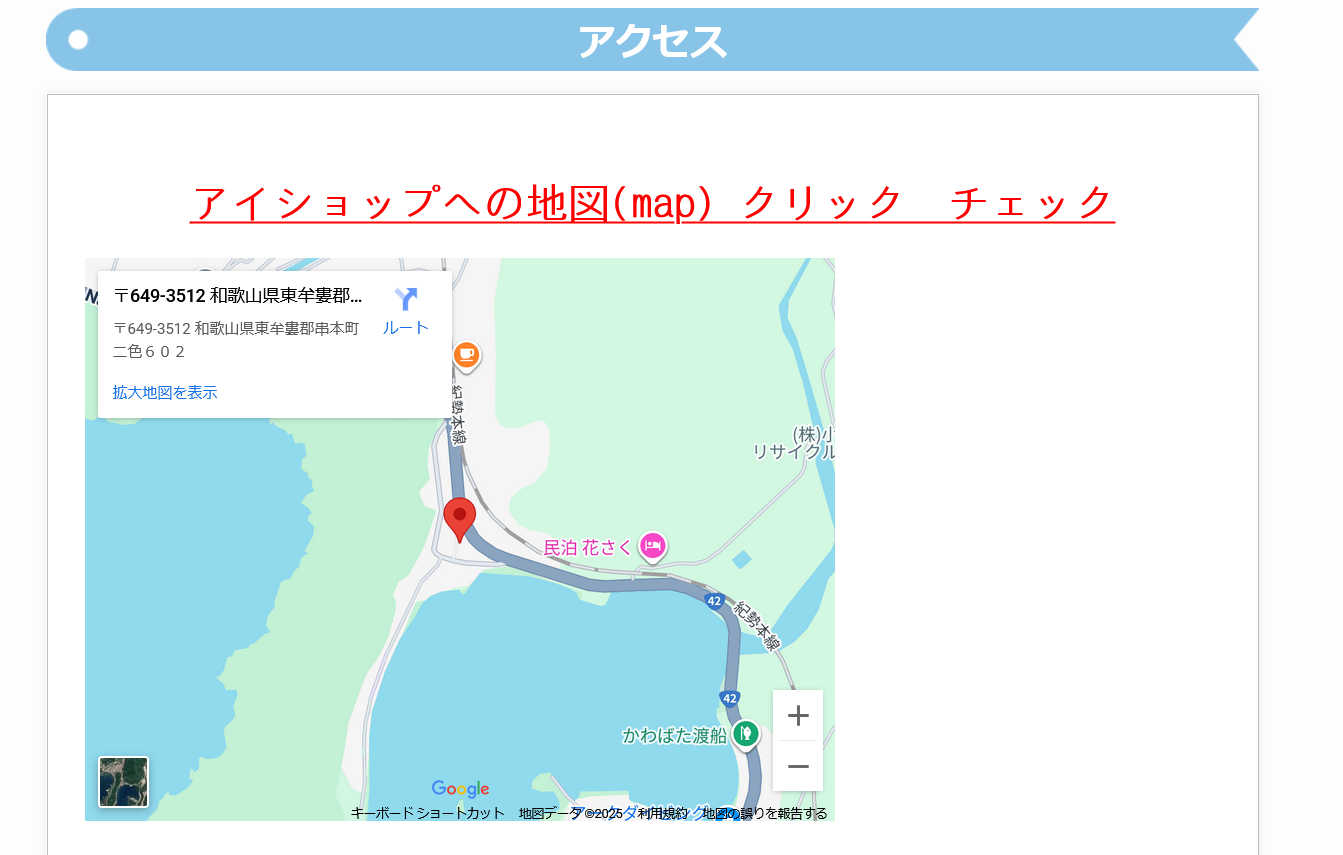 アクセス
アイショップへの地図(map) クリック　チェック
〒649-3512 和歌山県東牟婁郡...
〒649-3512 和歌山県東牟婁郡串本町
二色６０２
ルート
拡大地図を表示
紀勢本線
(株)小
リサイクル
民泊 花さく
42
紀勢本線
42
かわばた渡船
Google
キーボード ショートカット
地図データ ©2025
利用規約
地図の誤りを報告する